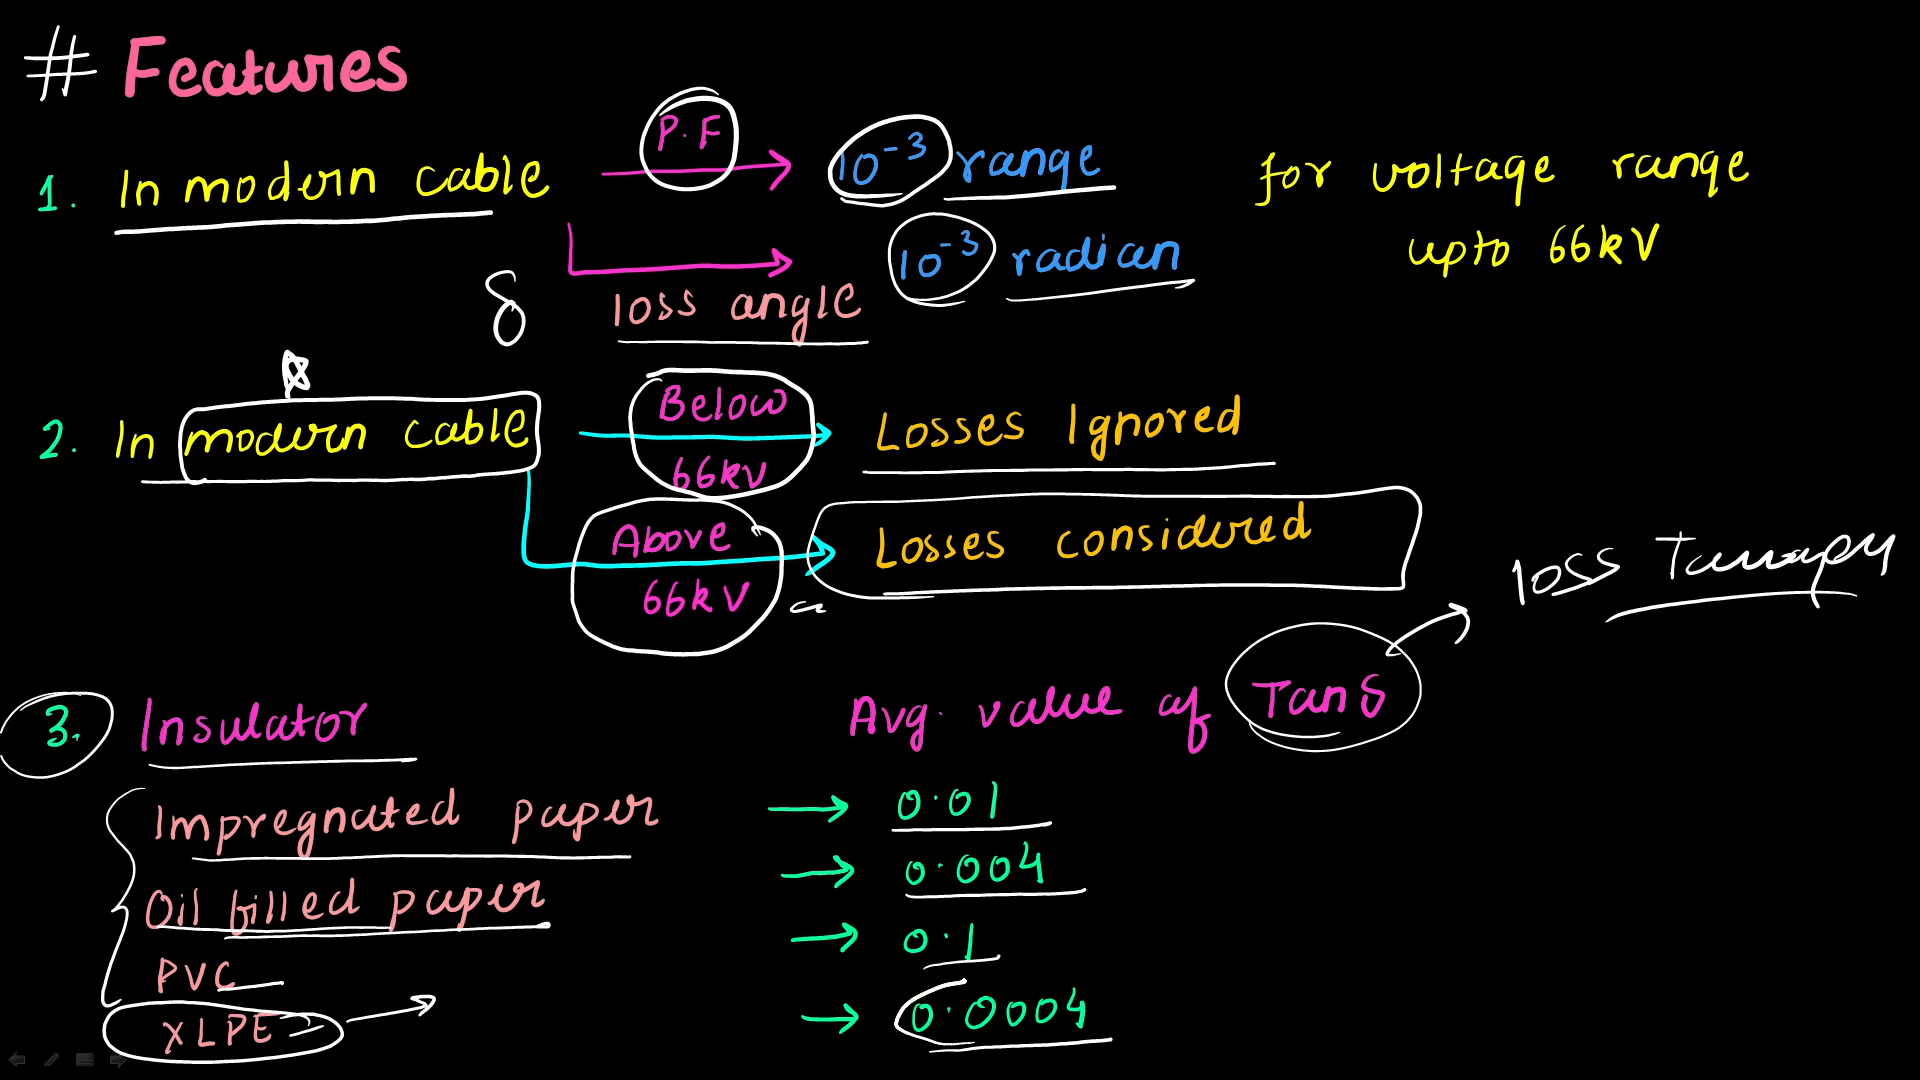 # Features
1. In modern cable P.F → 10⁻³ range for voltage range
loss angle 10⁻³ radian upto 66kV
δ
2. In modern cable Below 66kV → Losses Ignored
Above 66kV → Losses considered
loss
3. Insulator Avg. value of Tanδ
Impregnated paper → 0.01
Oil filled paper → 0.004
PVC → 0.1
XLPE → 0.0004